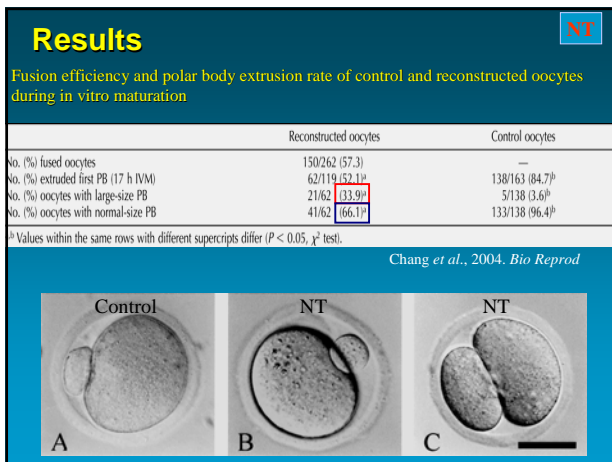 Results
NT
Fusion efficiency and polar body extrusion rate of control and reconstructed oocytes
during in vitro maturation
Reconstructed oocytes Control oocytes
No. (%) fused oocytes 150/262 (57.3) —
No. (%) extruded first PB (17 h IVM) 62/119 (52.1)ᵃ 138/163 (84.7)ᵇ
No. (%) oocytes with large-size PB 21/62 (33.9)ᵃ 5/138 (3.6)ᵇ
No. (%) oocytes with normal-size PB 41/62 (66.1)ᵃ 133/138 (96.4)ᵇ
ᵃ,ᵇ Values within the same rows with different supercripts differ (P < 0.05, χ² test).
Chang et al., 2004. Bio Reprod
Control NT NT
A B C